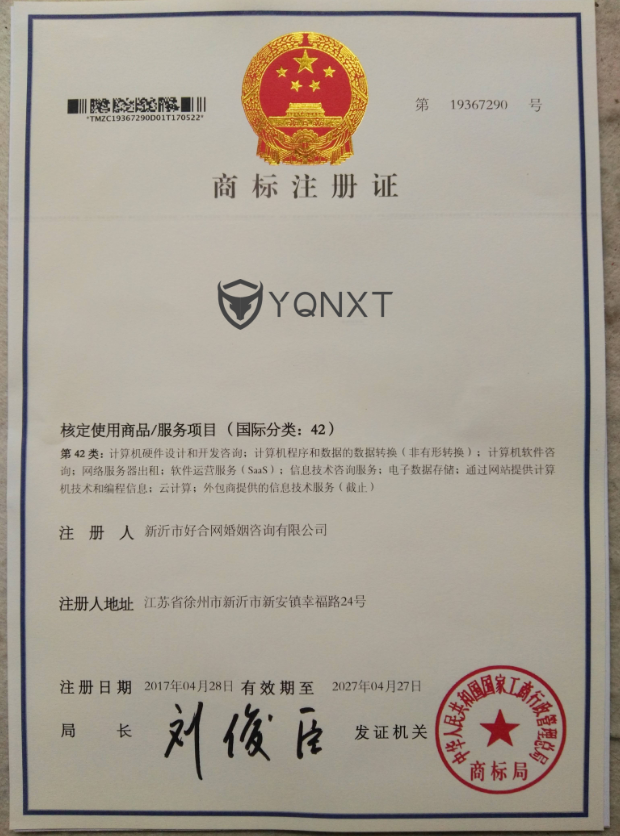 *TMZC19367290D01T170522*
第 19367290 号
商标注册证
YQNXT
核定使用商品/服务项目（国际分类：42）
第42类：计算机硬件设计和开发咨询；计算机程序和数据的数据转换（非有形转换）；计算机软件咨
询；网络服务器出租；软件运营服务（SaaS）；信息技术咨询服务；电子数据存储；通过网站提供计算
机技术和编程信息；云计算；外包商提供的信息技术服务（截止）
注册人 新沂市好合网婚姻咨询有限公司
注册人地址 江苏省徐州市新沂市新安镇幸福路24号
注册日期 2017年04月28日 有效期至 2027年04月27日
局长 刘俊臣 发证机关
中华人民共和国国家工商行政管理总局
商标局